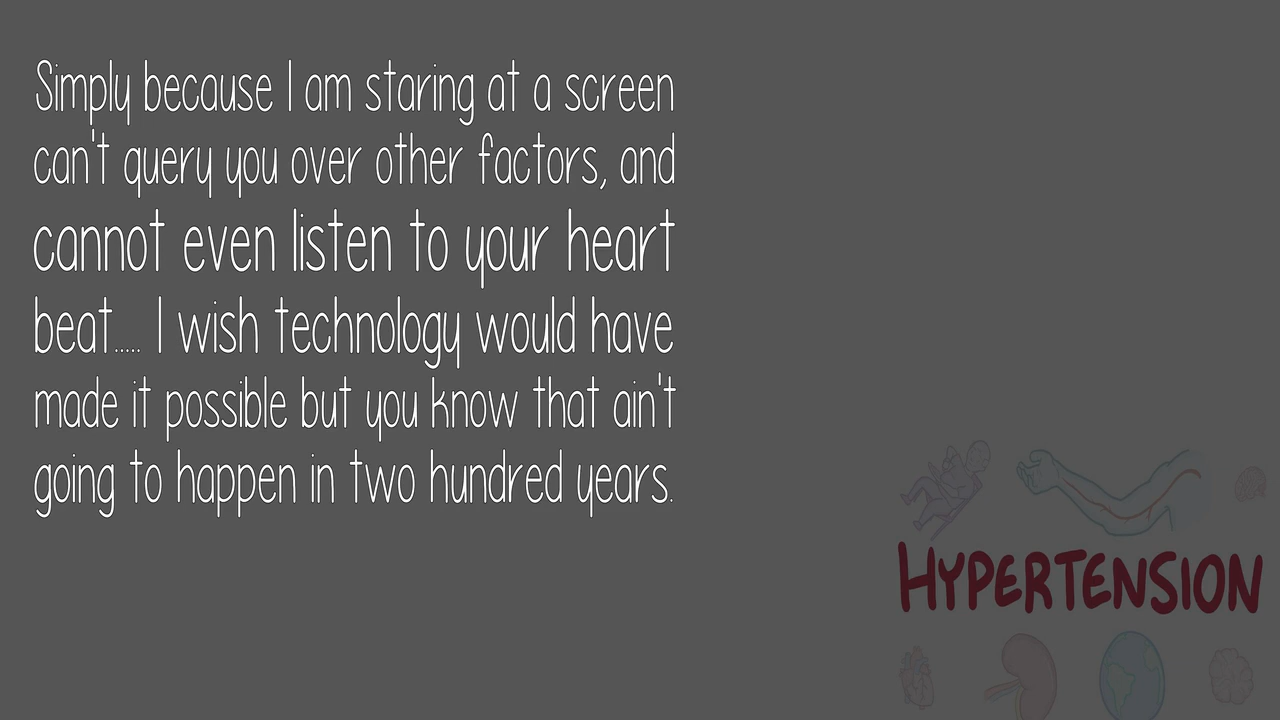 Simply because I am staring at a screen
can't query you over other factors, and
cannot even listen to your heart
beat..... I wish technology would have
made it possible but you know that ain't
going to happen in two hundred years.
HYPERTENSION